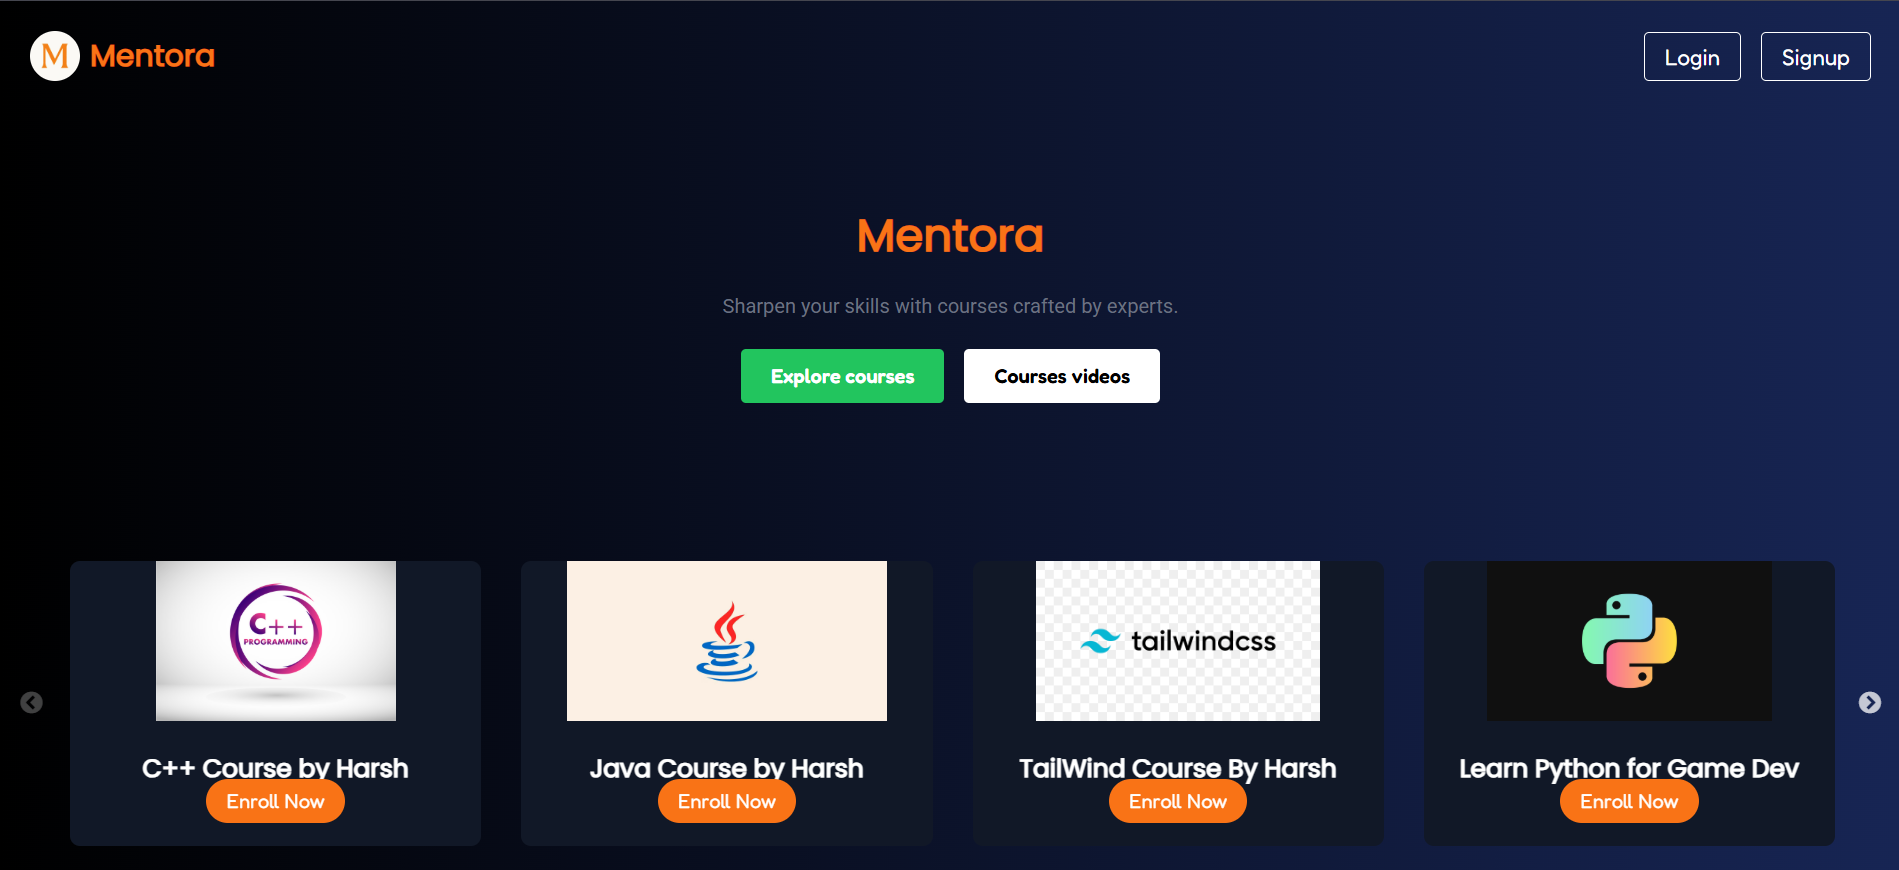 M Mentora
Login
Signup
Mentora
Sharpen your skills with courses crafted by experts.
Explore courses
Courses videos
C++
PROGRAMMING
tailwindcss
C++ Course by Harsh
Java Course by Harsh
TailWind Course By Harsh
Learn Python for Game Dev
Enroll Now
Enroll Now
Enroll Now
Enroll Now